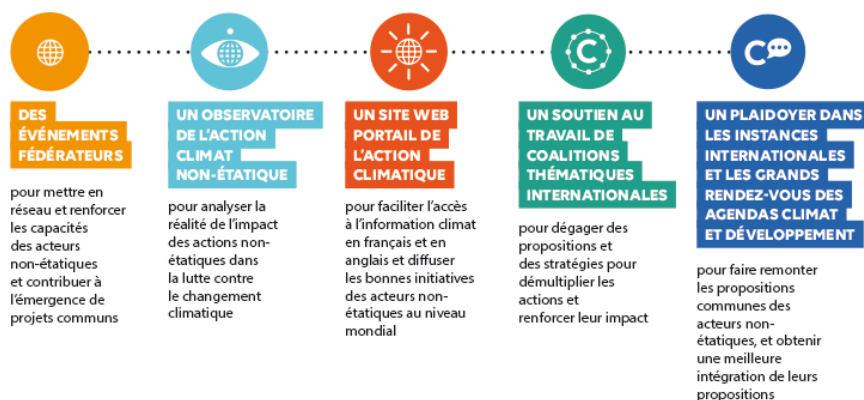 DES
ÉVÉNEMENTS
FÉDÉRATEURS
pour mettre en
réseau et renforcer
les capacités
des acteurs
non-étatiques
et contribuer à
l'émergence de
projets communs
UN OBSERVATOIRE
DE L'ACTION
CLIMAT
NON-ÉTATIQUE
pour analyser la
réalité de l'impact
des actions non-
étatiques dans
la lutte contre
le changement
climatique
UN SITE WEB
PORTAIL DE
L'ACTION
CLIMATIQUE
pour faciliter l'accès
à l'information climat
en français et en
anglais et diffuser
les bonnes initiatives
des acteurs non-
étatiques au niveau
mondial
C
UN SOUTIEN AU
TRAVAIL DE
COALITIONS
THÉMATIQUES
INTERNATIONALES
pour dégager des
propositions et
des stratégies pour
démultiplier les
actions et
renforcer leur impact
C
UN PLAIDOYER DANS
LES INSTANCES
INTERNATIONALES
ET LES GRANDS
RENDEZ-VOUS DES
AGENDAS CLIMAT
ET DÉVELOPPEMENT
pour faire remonter
les propositions
communes des
acteurs non-
étatiques, et obtenir
une meilleure
intégration de leurs
propositions